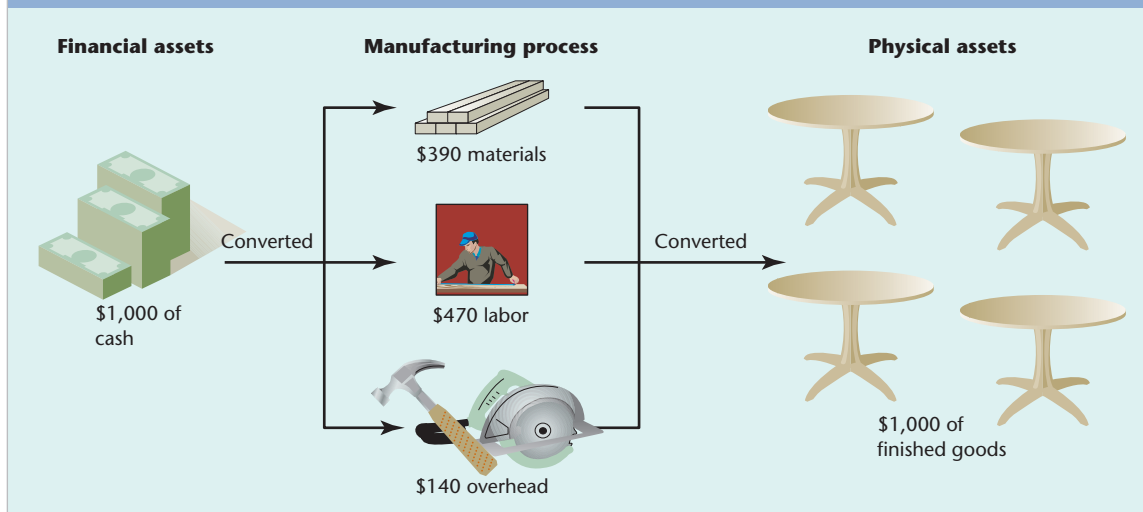 Financial assets
Manufacturing process
Physical assets
$390 materials
Converted
Converted
$1,000 of
cash
$470 labor
$140 overhead
$1,000 of
finished goods